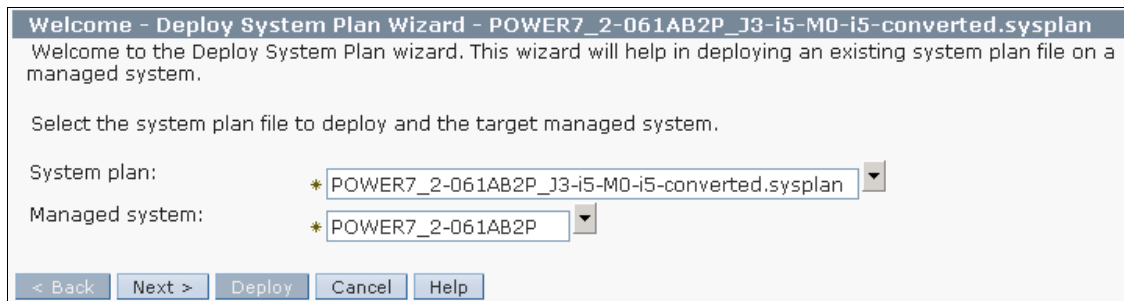 Welcome - Deploy System Plan Wizard - POWER7_2-061AB2P_J3-i5-M0-i5-converted.sysplan
Welcome to the Deploy System Plan wizard. This wizard will help in deploying an existing system plan file on a
managed system.
Select the system plan file to deploy and the target managed system.
System plan: * POWER7_2-061AB2P_J3-i5-M0-i5-converted.sysplan
Managed system: * POWER7_2-061AB2P
< Back Next > Deploy Cancel Help